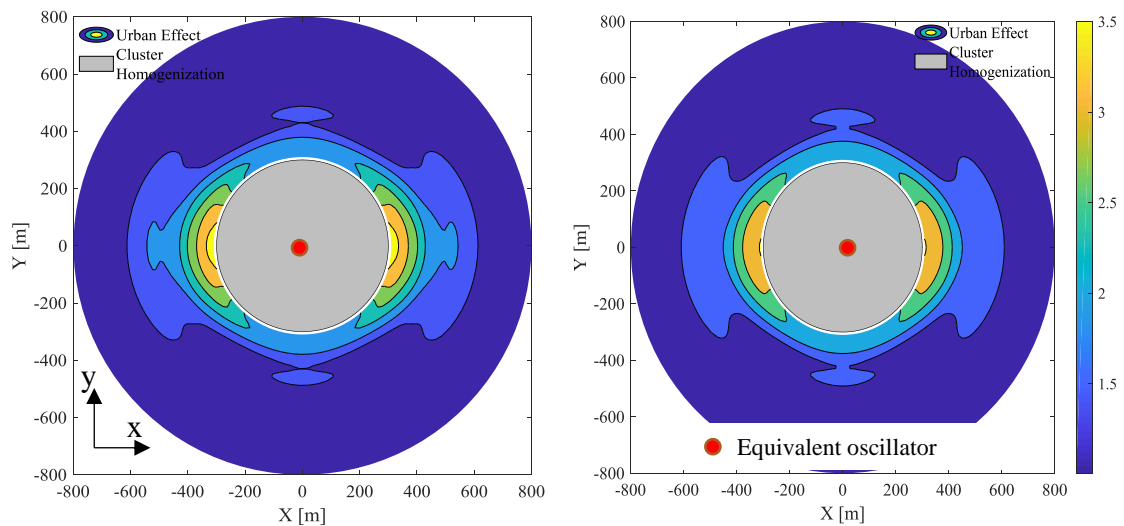 800
600
400
200
0
-200
-400
-600
-800
Y [m]
-800 -600 -400 -200 0 200 400 600 800
X [m]
Urban Effect
Cluster
Homogenization
y
x
800
600
400
200
0
-200
-400
-600
-800
Y [m]
-800 -600 -400 -200 0 200 400 600 800
X [m]
Urban Effect
Cluster
Homogenization
Equivalent oscillator
3.5
3
2.5
2
1.5